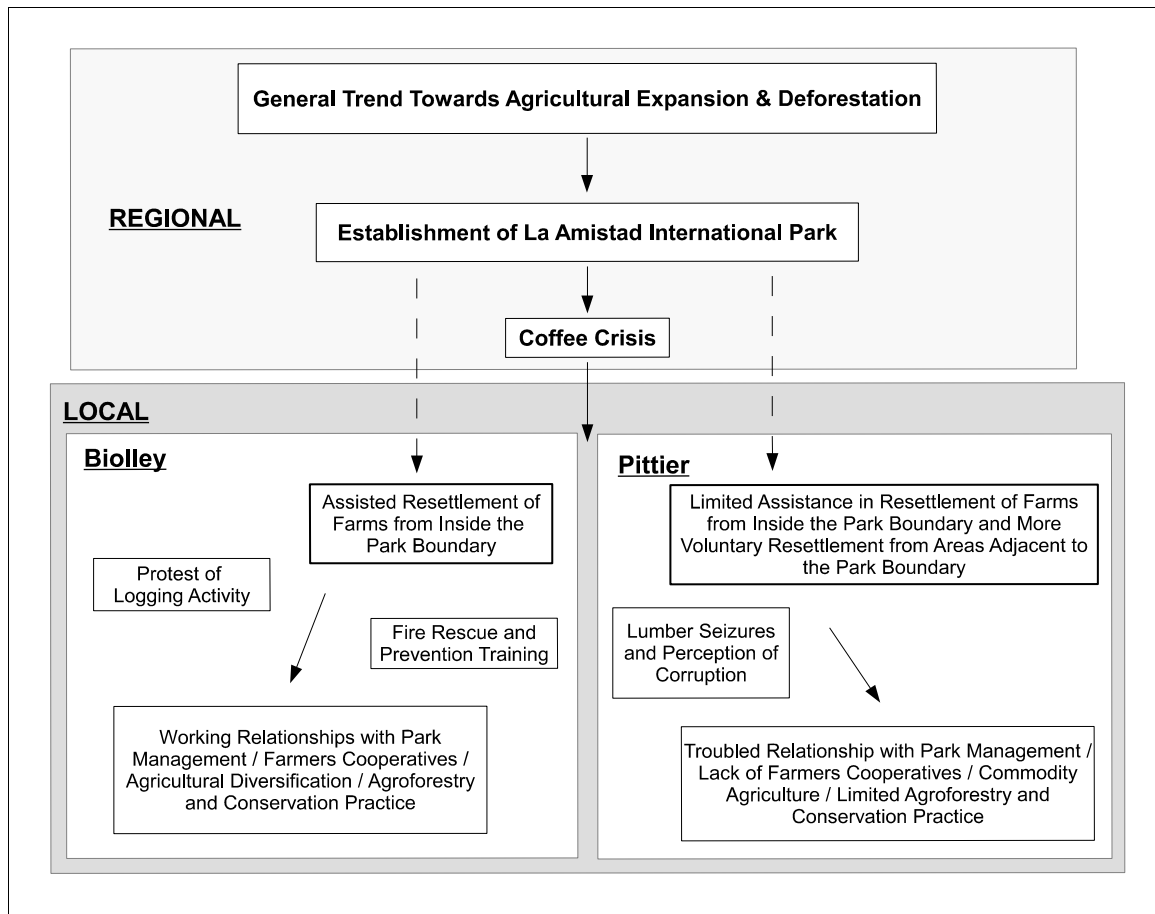 General Trend Towards Agricultural Expansion & Deforestation
REGIONAL
Establishment of La Amistad International Park
Coffee Crisis
LOCAL
Biolley
Assisted Resettlement of
Farms from Inside the
Park Boundary
Protest of
Logging Activity
Fire Rescue and
Prevention Training
Working Relationships with Park
Management / Farmers Cooperatives /
Agricultural Diversification / Agroforestry
and Conservation Practice
Pittier
Limited Assistance in Resettlement of Farms
from Inside the Park Boundary and More
Voluntary Resettlement from Areas Adjacent to
the Park Boundary
Lumber Seizures
and Perception of
Corruption
Troubled Relationship with Park Management /
Lack of Farmers Cooperatives / Commodity
Agriculture / Limited Agroforestry and
Conservation Practice